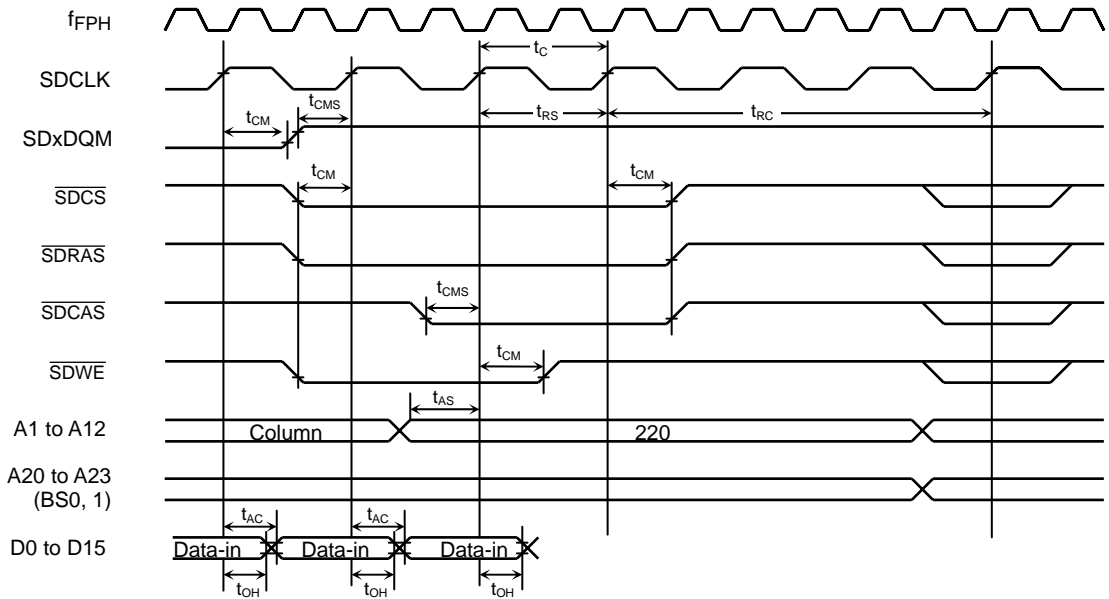 fFPH
tC
SDCLK
tCMS
tCM
tRS
tRC
SDxDQM
tCM
tCM
SDCS
SDRAS
tCMS
SDCAS
tCM
SDWE
tAS
A1 to A12
Column
220
A20 to A23
(BS0, 1)
tAC
tAC
D0 to D15
Data-in
Data-in
Data-in
tOH
tOH
tOH